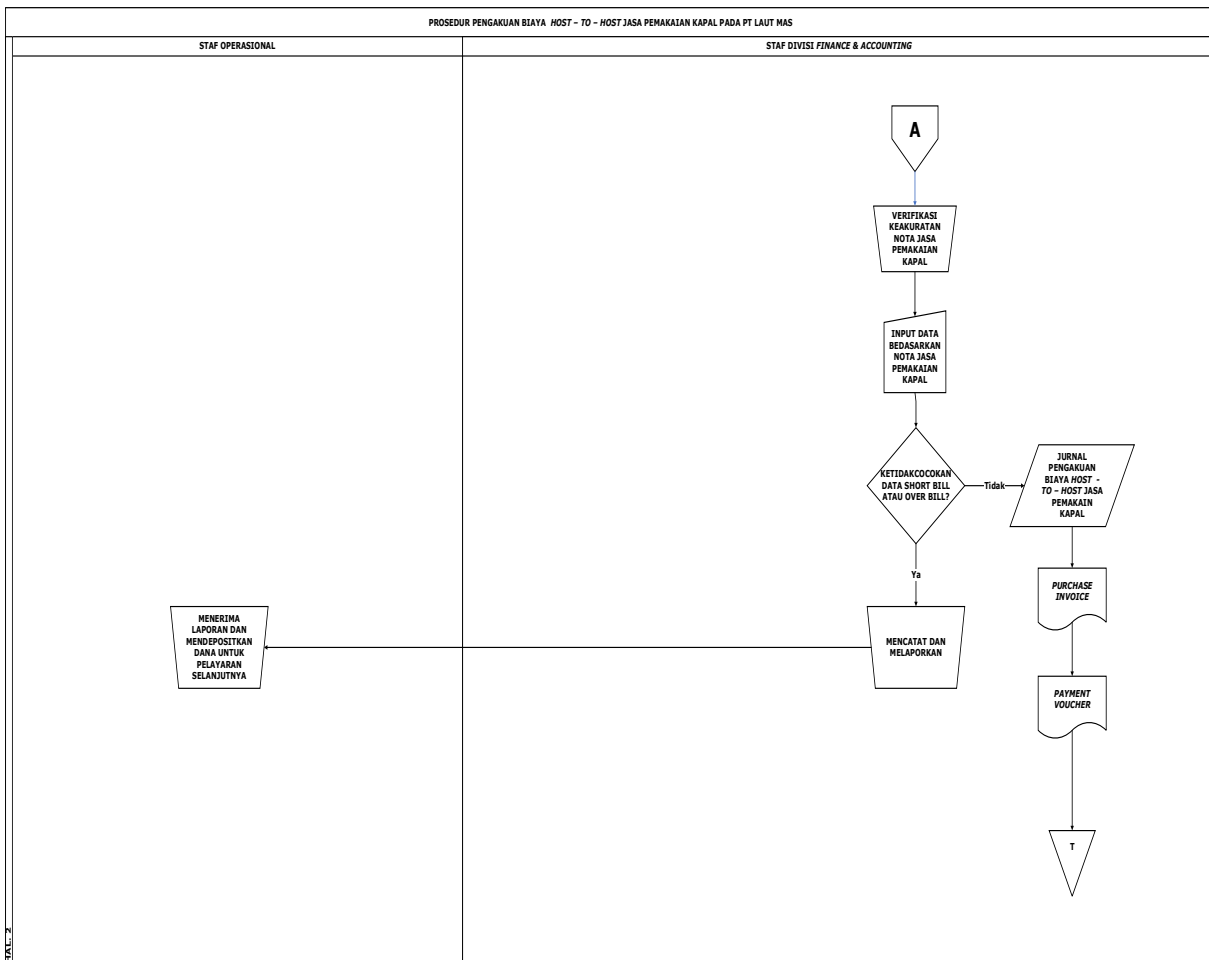 PROSEDUR PENGAKUAN BIAYA HOST – TO – HOST JASA PEMAKAIAN KAPAL PADA PT LAUT MAS
STAF OPERASIONAL
STAF DIVISI FINANCE & ACCOUNTING
A
VERIFIKASI
KEAKURATAN
NOTA JASA
PEMAKAIAN
KAPAL
INPUT DATA
BEDASARKAN
NOTA JASA
PEMAKAIAN
KAPAL
KETIDAKCOCOKAN
DATA SHORT BILL
ATAU OVER BILL?
Tidak
JURNAL
PENGAKUAN
BIAYA HOST -
TO – HOST JASA
PEMAKAIN
KAPAL
Ya
PURCHASE
INVOICE
MENERIMA
LAPORAN DAN
MENDEPOSITKAN
DANA UNTUK
PELAYARAN
SELANJUTNYA
MENCATAT DAN
MELAPORKAN
PAYMENT
VOUCHER
T
HAL. 2